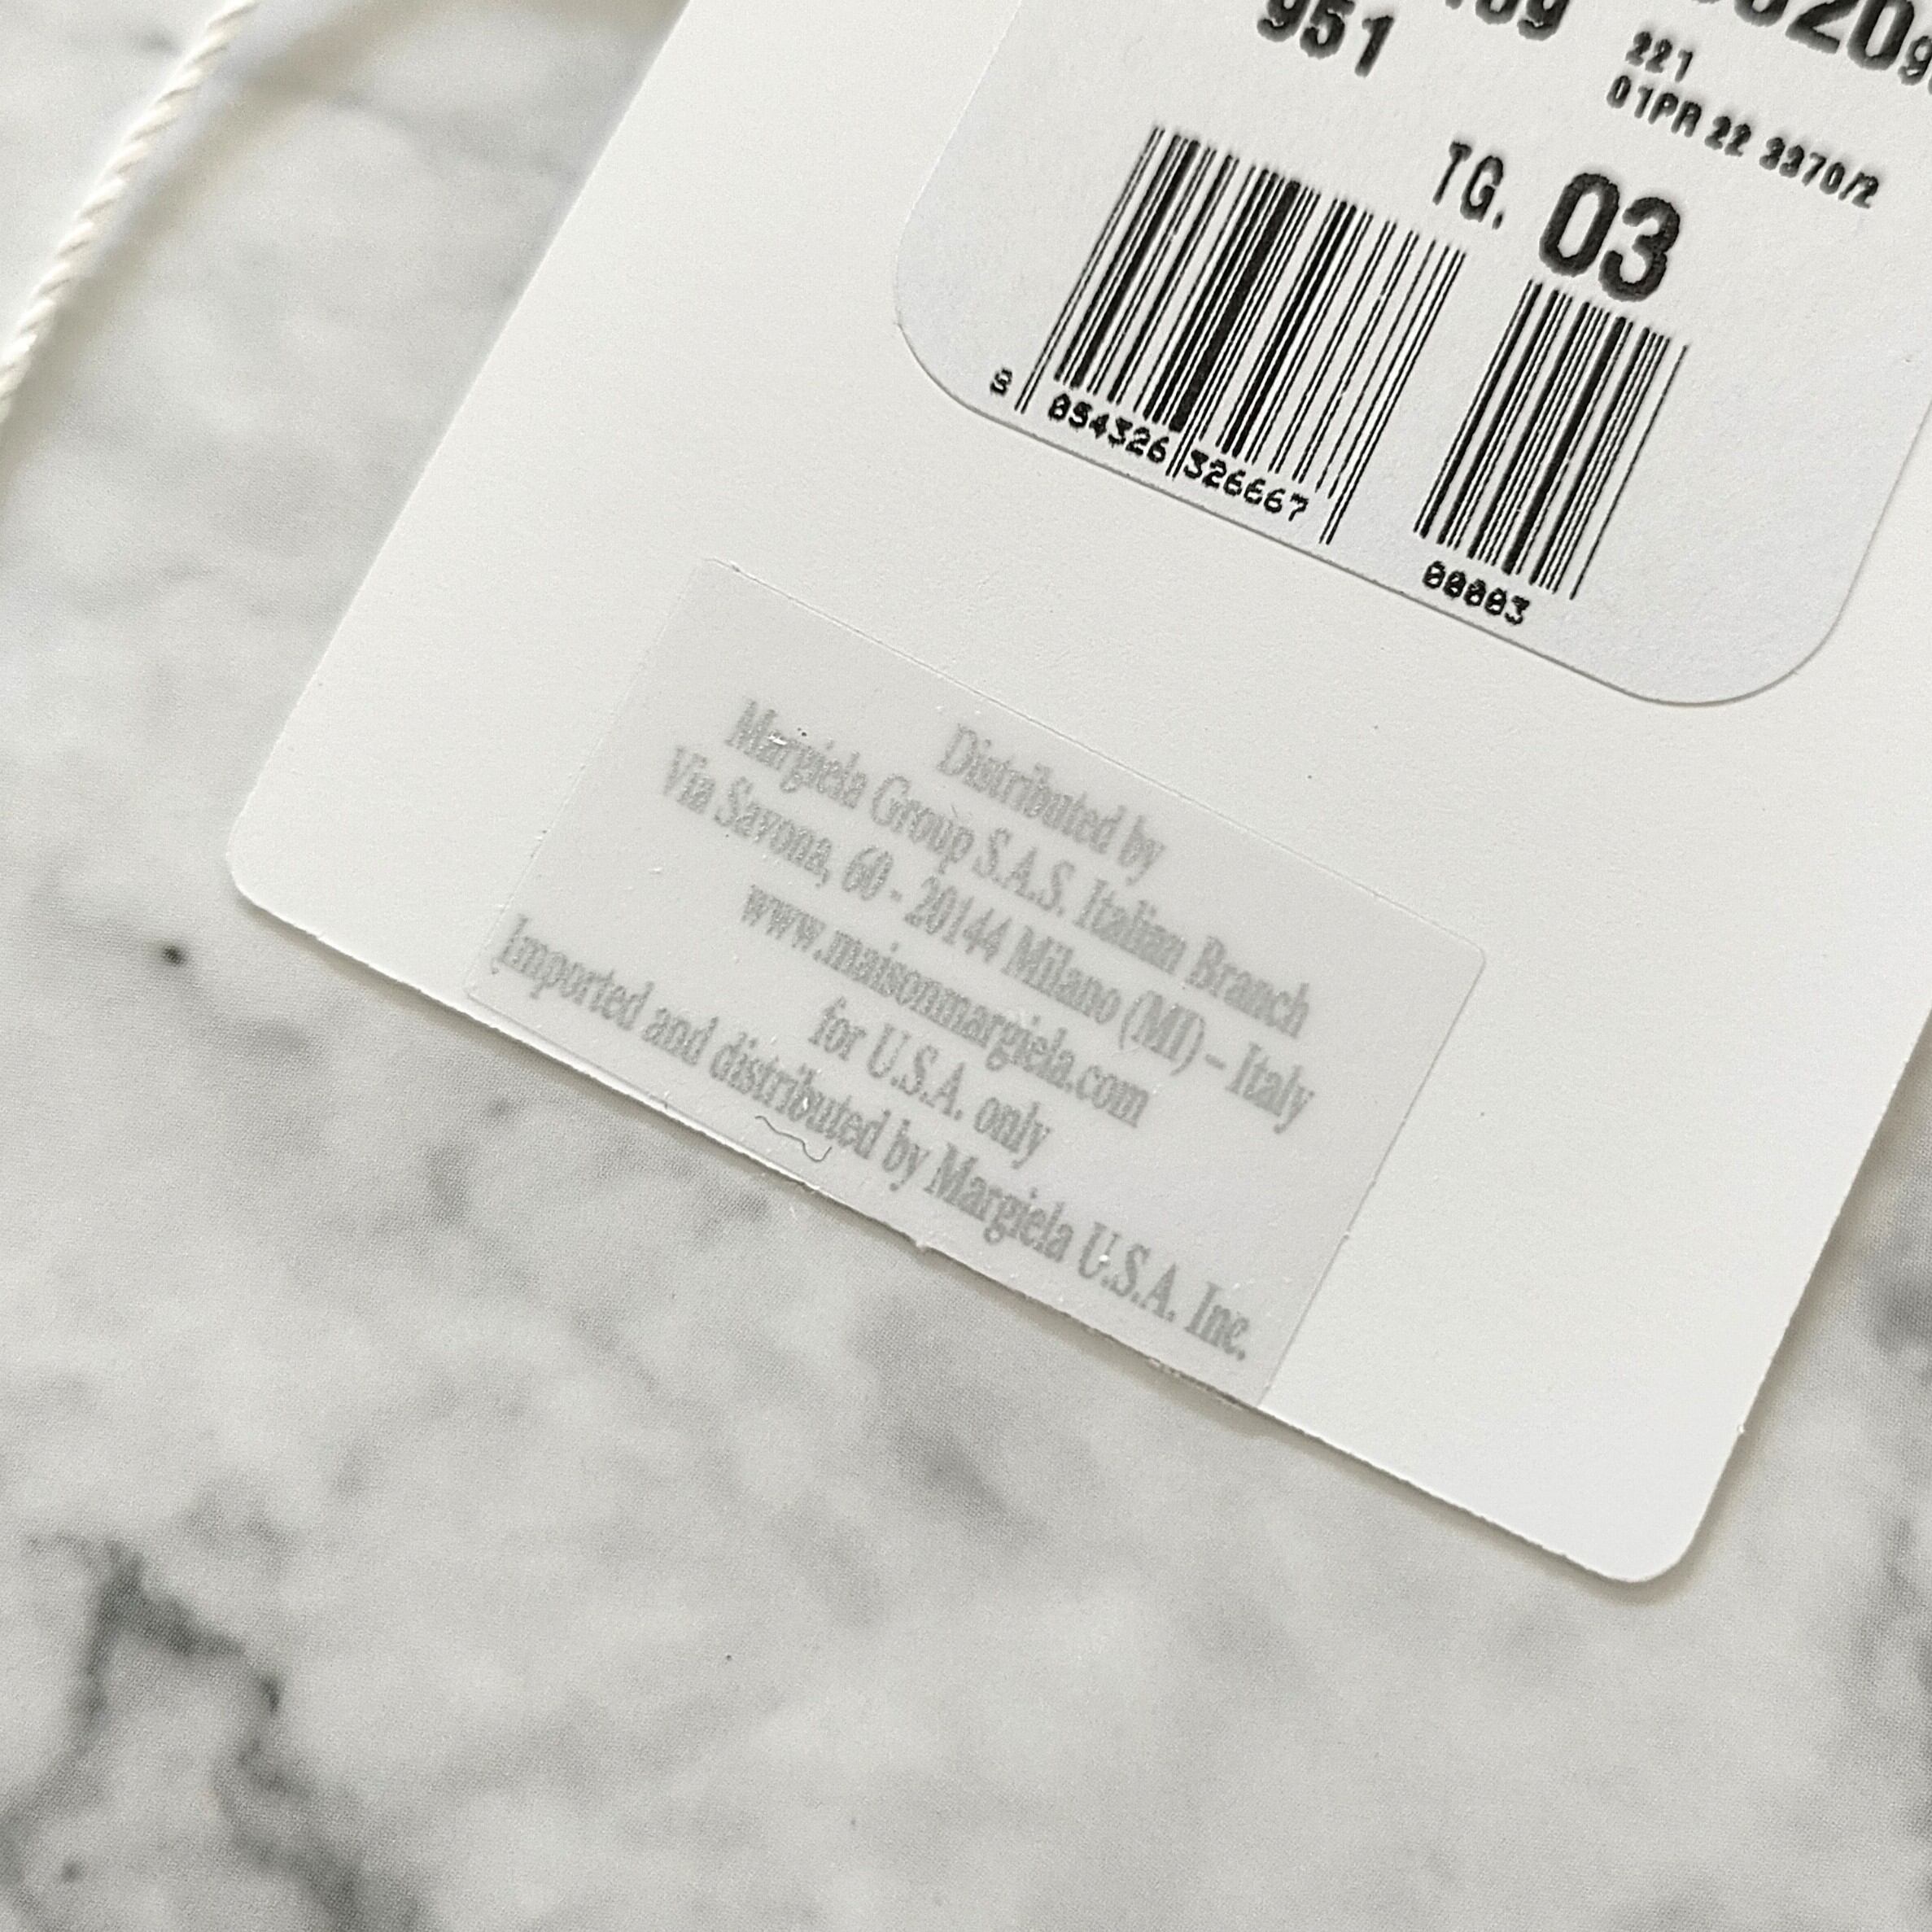 951
221
01PR 22 3370/2
TG. 03
8 054326 326667
00003
Distributed by
Margiela Group S.A.S. Italian Branch
Via Savona, 60 - 20144 Milano (MI) – Italy
www.maisonmargiela.com
for U.S.A. only
Imported and distributed by Margiela U.S.A. Inc.